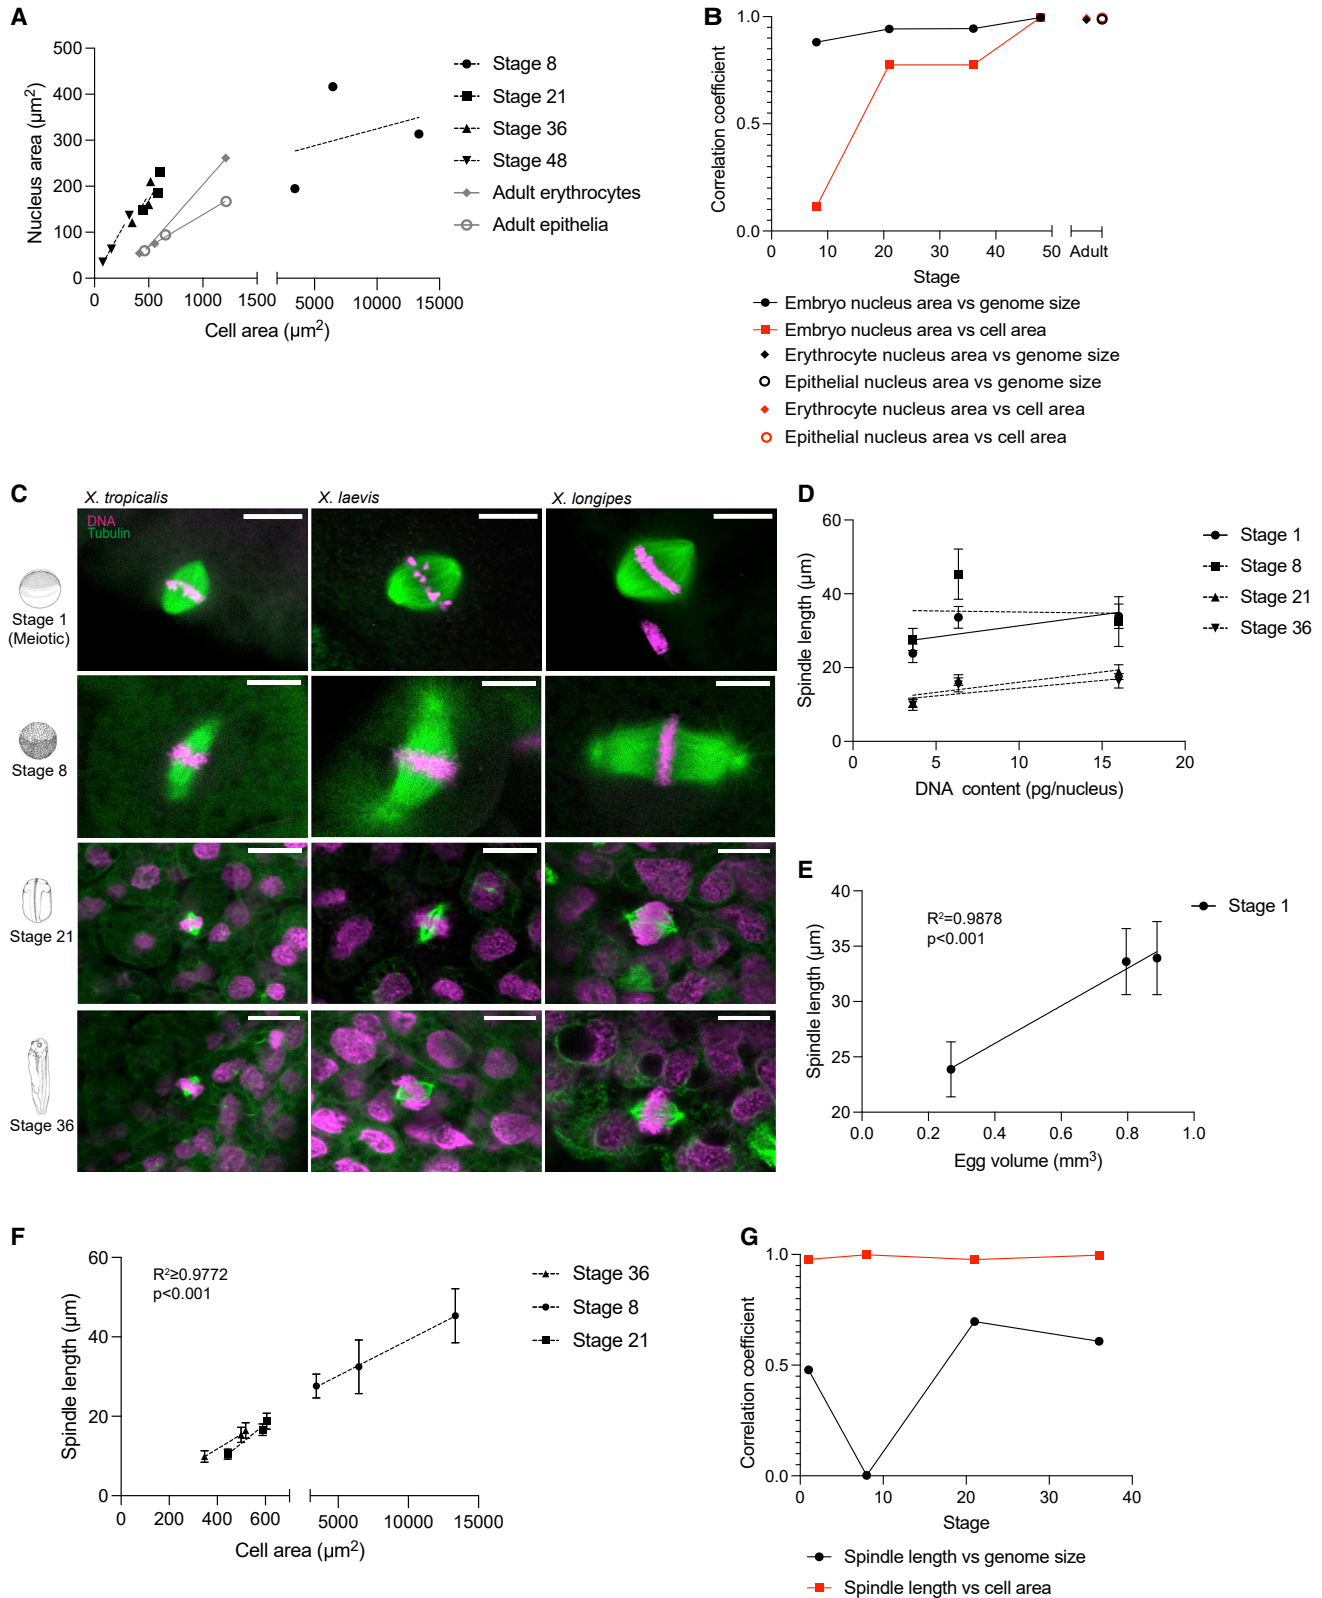 A
500
400
300
200
100
0
Nucleus area (µm2)
0
500
1000
1500
5000
10000
15000
Cell area (µm2)
Stage 8
Stage 21
Stage 36
Stage 48
Adult erythrocytes
Adult epithelia
B
1.0
0.5
0.0
Correlation coefficient
0
10
20
30
40
50
Adult
Stage
Embryo nucleus area vs genome size
Embryo nucleus area vs cell area
Erythrocyte nucleus area vs genome size
Epithelial nucleus area vs genome size
Erythrocyte nucleus area vs cell area
Epithelial nucleus area vs cell area
C
X. tropicalis
X. laevis
X. longipes
DNA
Tubulin
Stage 1
(Meiotic)
Stage 8
Stage 21
Stage 36
D
60
40
20
0
Spindle length (µm)
0
5
10
15
20
DNA content (pg/nucleus)
Stage 1
Stage 8
Stage 21
Stage 36
E
40
35
30
25
20
Spindle length (µm)
R2=0.9878
p<0.001
0.0
0.2
0.4
0.6
0.8
1.0
Egg volume (mm3)
Stage 1
F
60
40
20
0
Spindle length (µm)
R2≥0.9772
p<0.001
0
200
400
600
5000
10000
15000
Cell area (µm2)
Stage 36
Stage 8
Stage 21
G
1.0
0.5
0.0
Correlation coefficient
0
10
20
30
40
Stage
Spindle length vs genome size
Spindle length vs cell area